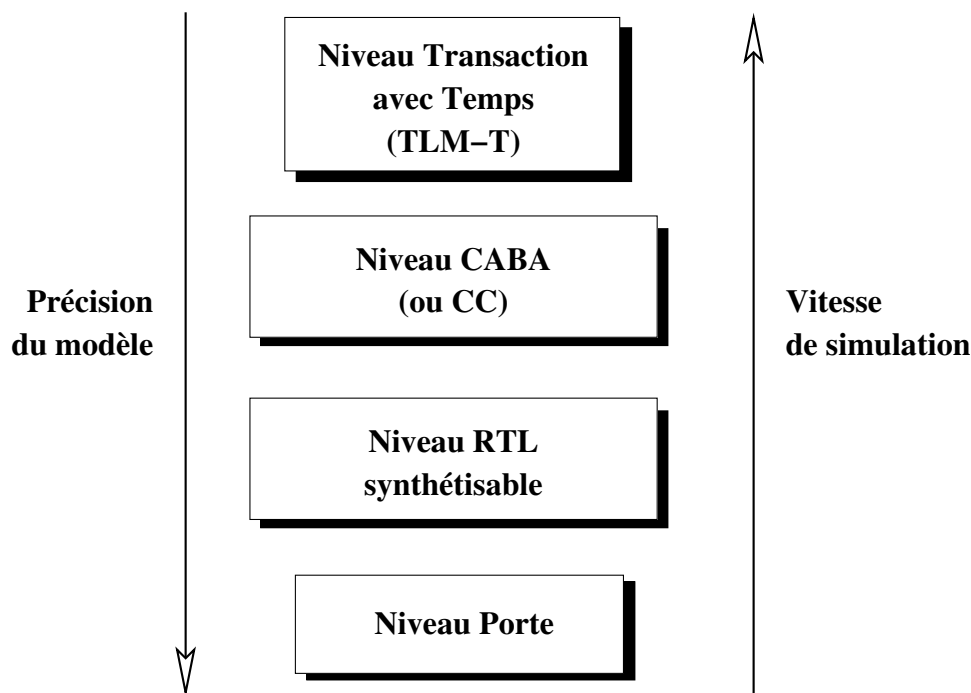 Niveau Transaction
avec Temps
(TLM−T)
Niveau CABA
(ou CC)
Précision
du modèle
Vitesse
de simulation
Niveau RTL
synthétisable
Niveau Porte